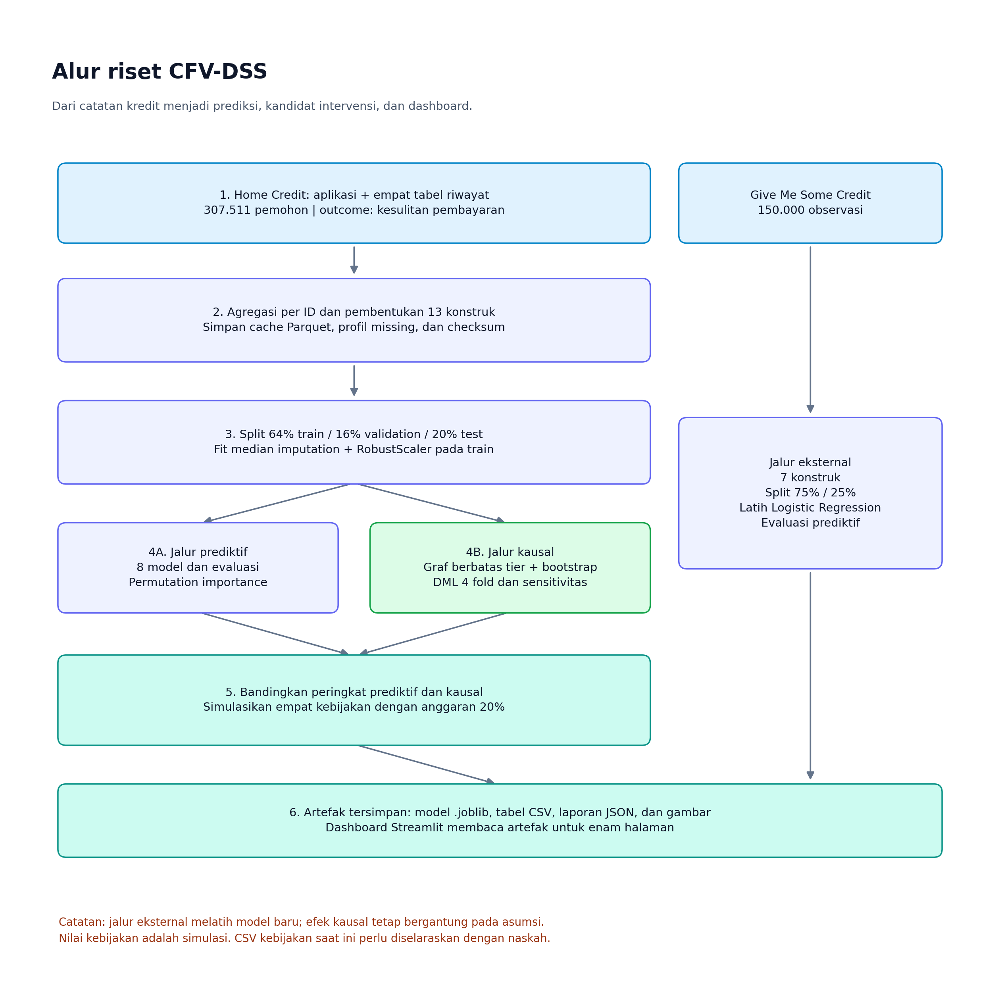 Alur riset CFV-DSS
Dari catatan kredit menjadi prediksi, kandidat intervensi, dan dashboard.
1. Home Credit: aplikasi + empat tabel riwayat
307.511 pemohon | outcome: kesulitan pembayaran
Give Me Some Credit
150.000 observasi
2. Agregasi per ID dan pembentukan 13 konstruk
Simpan cache Parquet, profil missing, dan checksum
3. Split 64% train / 16% validation / 20% test
Fit median imputation + RobustScaler pada train
Jalur eksternal
7 konstruk
Split 75% / 25%
Latih Logistic Regression
Evaluasi prediktif
4A. Jalur prediktif
8 model dan evaluasi
Permutation importance
4B. Jalur kausal
Graf berbatas tier + bootstrap
DML 4 fold dan sensitivitas
5. Bandingkan peringkat prediktif dan kausal
Simulasikan empat kebijakan dengan anggaran 20%
6. Artefak tersimpan: model .joblib, tabel CSV, laporan JSON, dan gambar
Dashboard Streamlit membaca artefak untuk enam halaman
Catatan: jalur eksternal melatih model baru; efek kausal tetap bergantung pada asumsi.
Nilai kebijakan adalah simulasi. CSV kebijakan saat ini perlu diselaraskan dengan naskah.